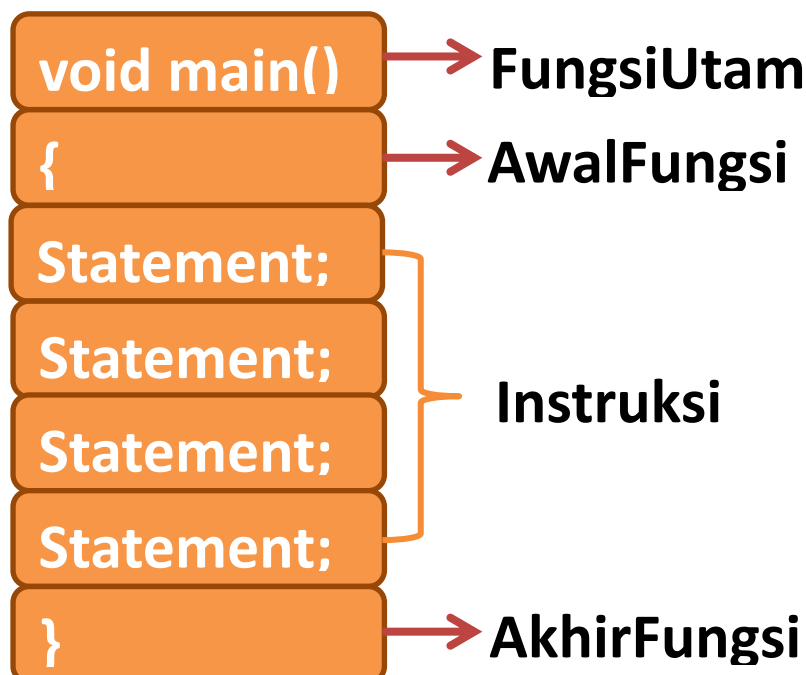 void main() FungsiUtam
{ AwalFungsi
Statement;
Statement;
Instruksi
Statement;
Statement;
} AkhirFungsi